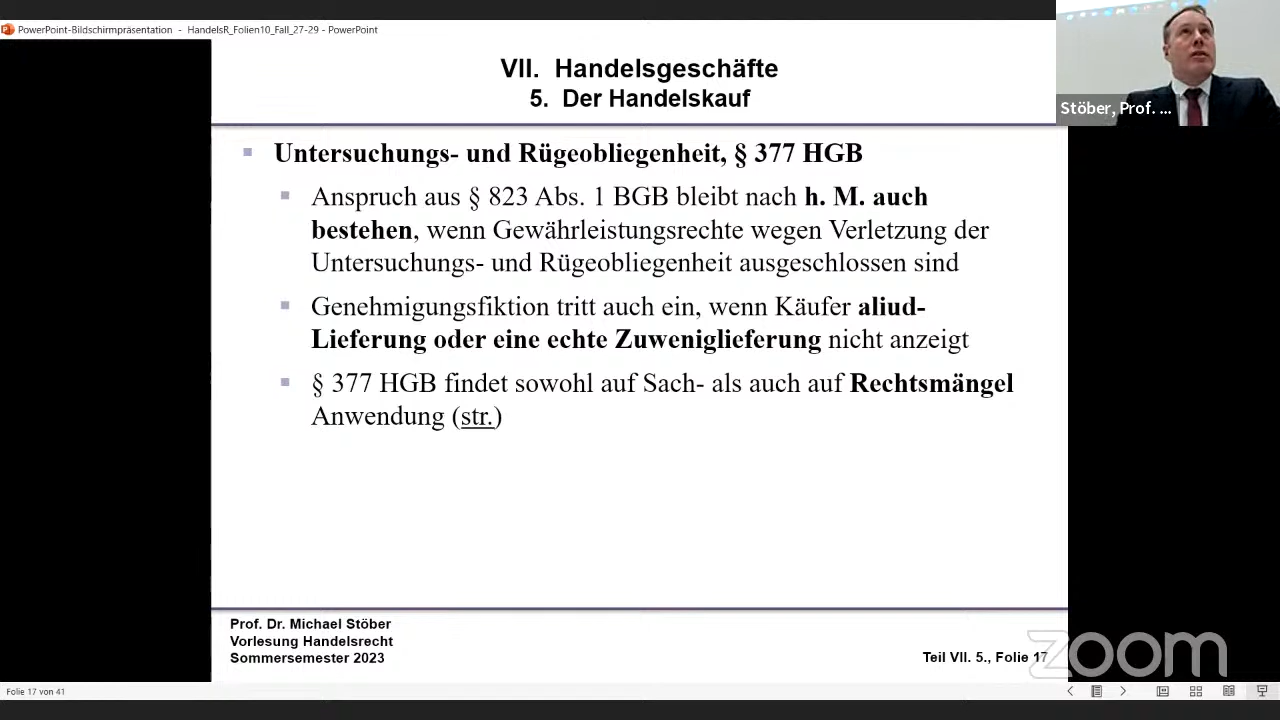 PowerPoint-Bildschirmpräsentation - HandelsR_Folien10_Fall_27-29 - PowerPoint
Stöber, Prof. ...
VII. Handelsgeschäfte
5. Der Handelskauf
Untersuchungs- und Rügeobliegenheit, § 377 HGB
Anspruch aus § 823 Abs. 1 BGB bleibt nach h. M. auch
bestehen, wenn Gewährleistungsrechte wegen Verletzung der
Untersuchungs- und Rügeobliegenheit ausgeschlossen sind
Genehmigungsfiktion tritt auch ein, wenn Käufer aliud-
Lieferung oder eine echte Zuweniglieferung nicht anzeigt
§ 377 HGB findet sowohl auf Sach- als auch auf Rechtsmängel
Anwendung (str.)
Prof. Dr. Michael Stöber
Vorlesung Handelsrecht
Sommersemester 2023
Teil VII. 5., Folie 17
zoom
Folie 17 von 41